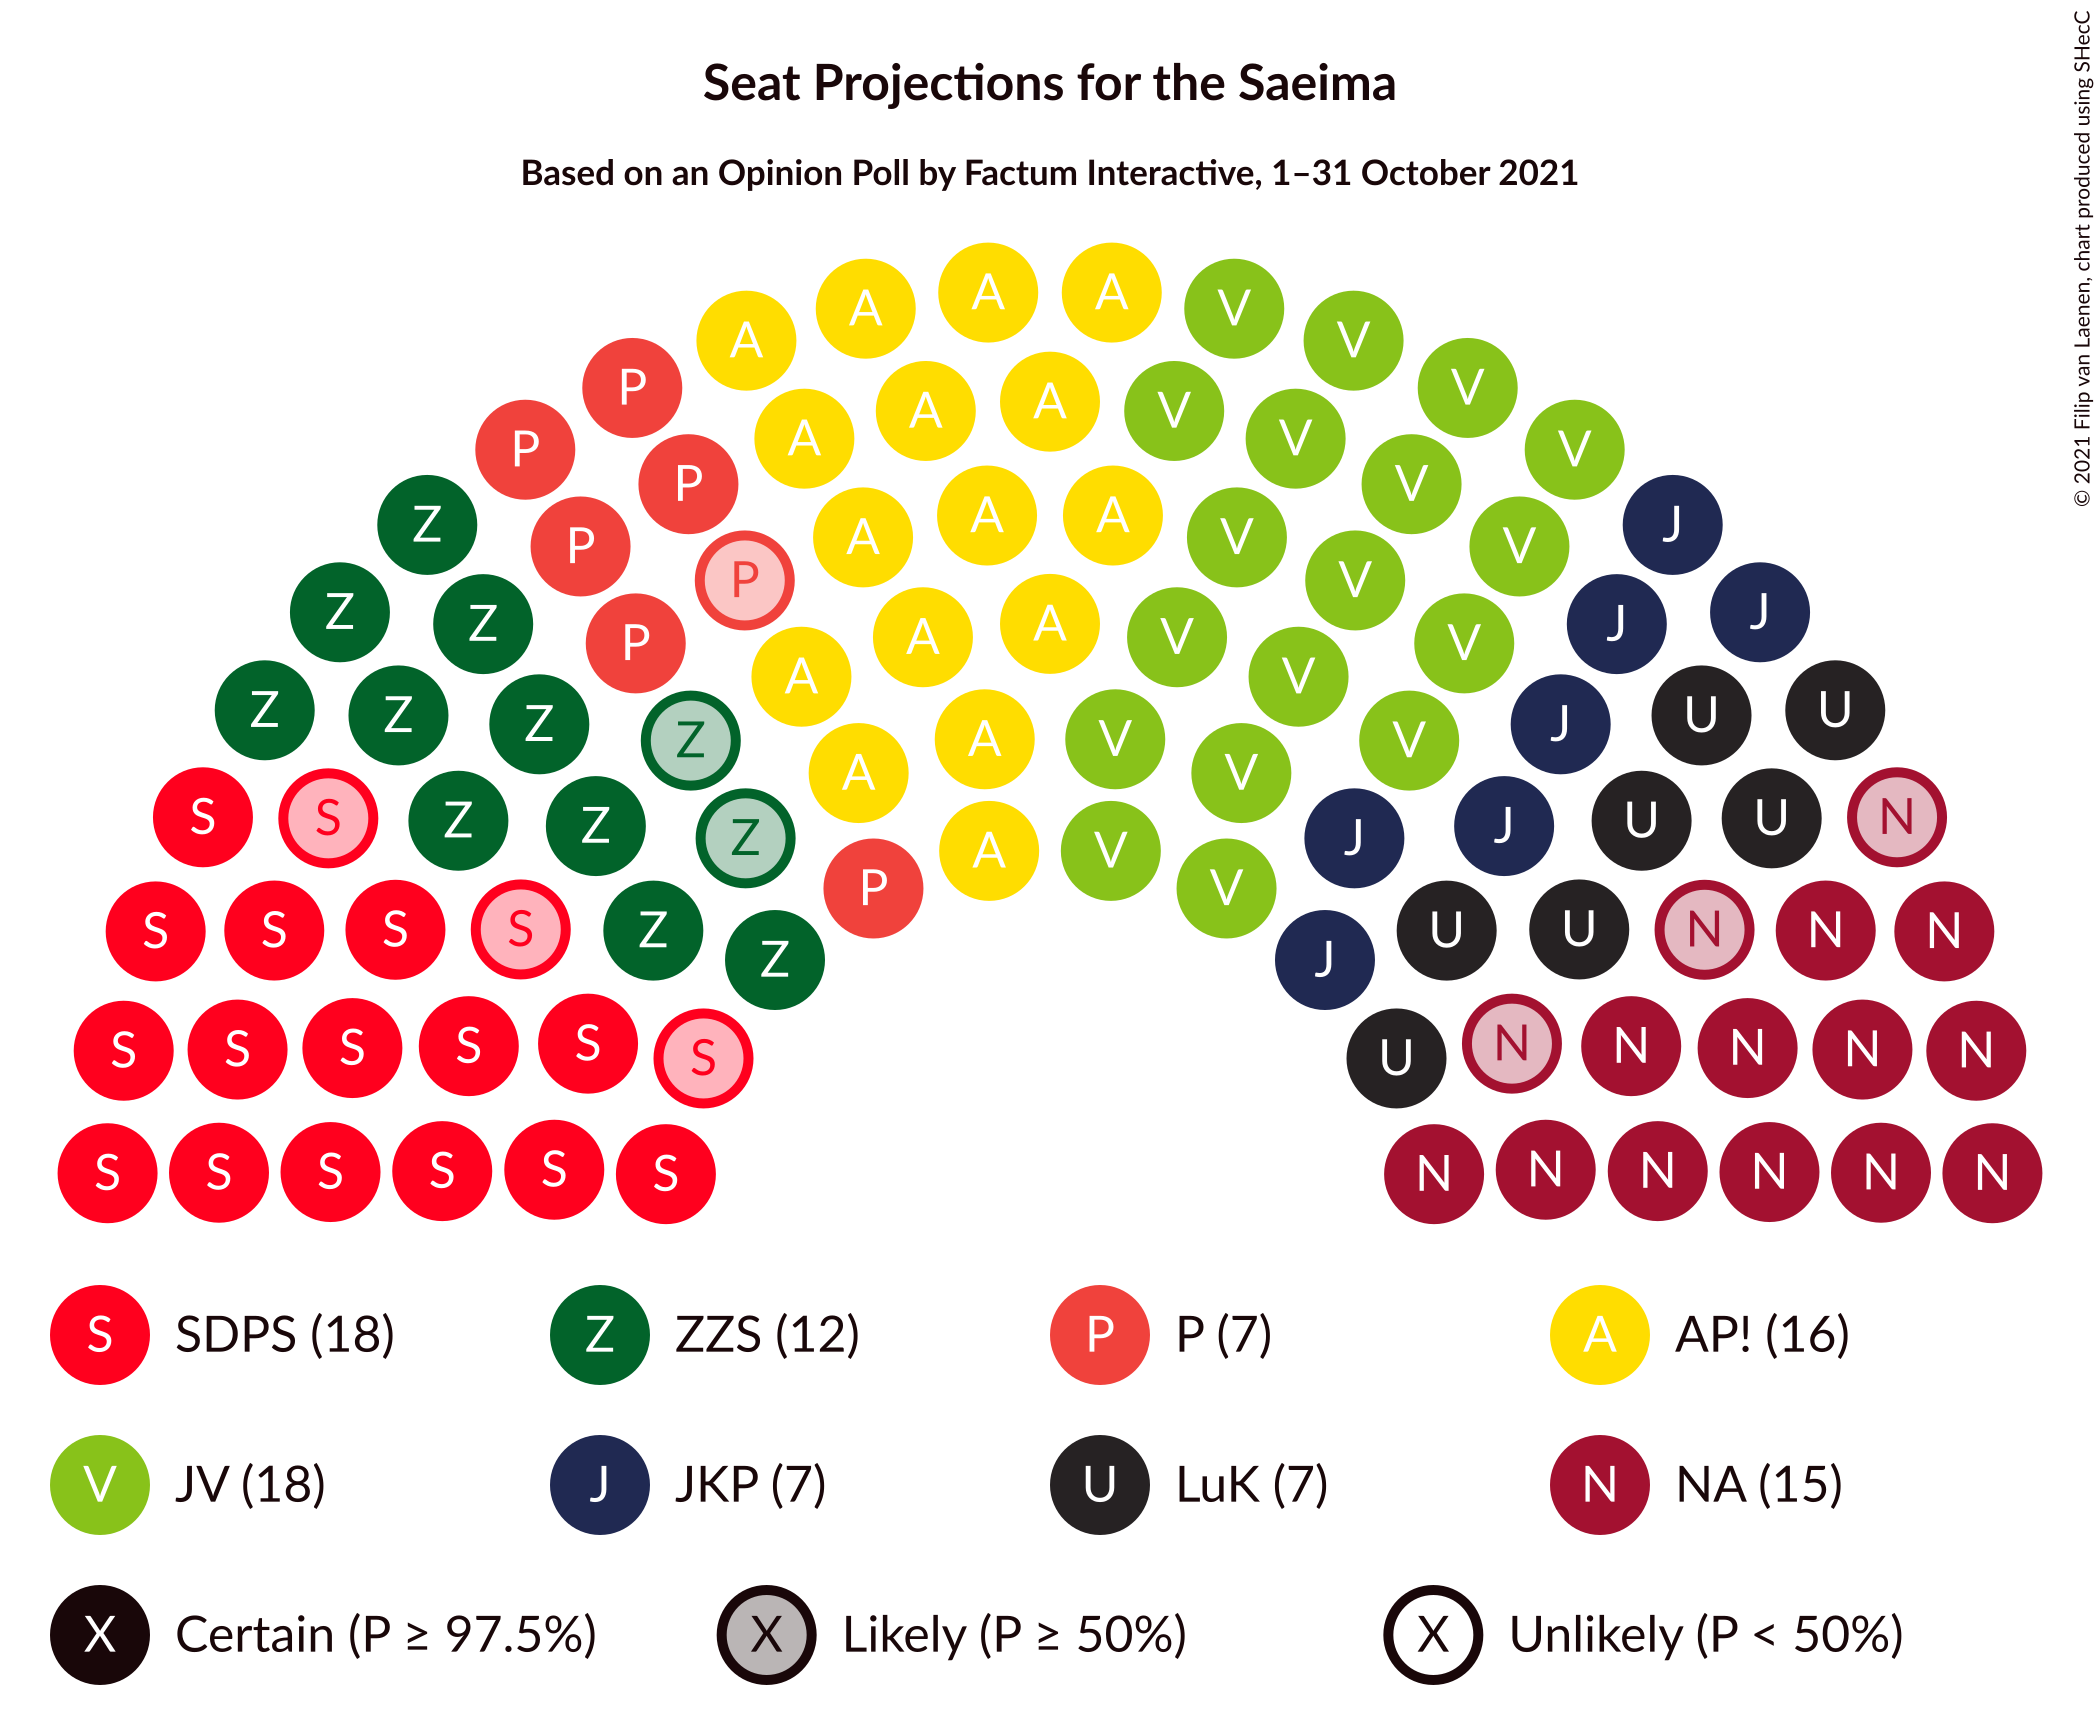 Seat Projections for the Saeima
Based on an Opinion Poll by Factum Interactive, 1–31 October 2021
© 2021 Filip van Laenen, chart produced using SHecC
A A
A A V V
P A V V
A
P A V V
A V
Z P A V J
P A A V
P A V V
Z Z P A A V J J
P A V V
Z Z Z Z A A V V V J U U
A V
S S Z Z Z A V J J U U N
P A V V
S S S S Z Z J U U N N N
S S S S S S U N N N N N
S S S S S S N N N N N N
S SDPS (18) Z ZZS (12) P P (7) A AP! (16)
V JV (18) J JKP (7) U LuK (7) N NA (15)
X Certain (P ≥ 97.5%) X Likely (P ≥ 50%) X Unlikely (P < 50%)